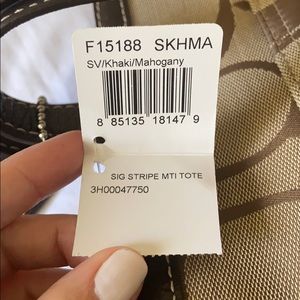 F15188 SKHMA
SV/Khaki/Mahogany
8 85135 18147 9
SIG STRIPE MTI TOTE
3H00047750